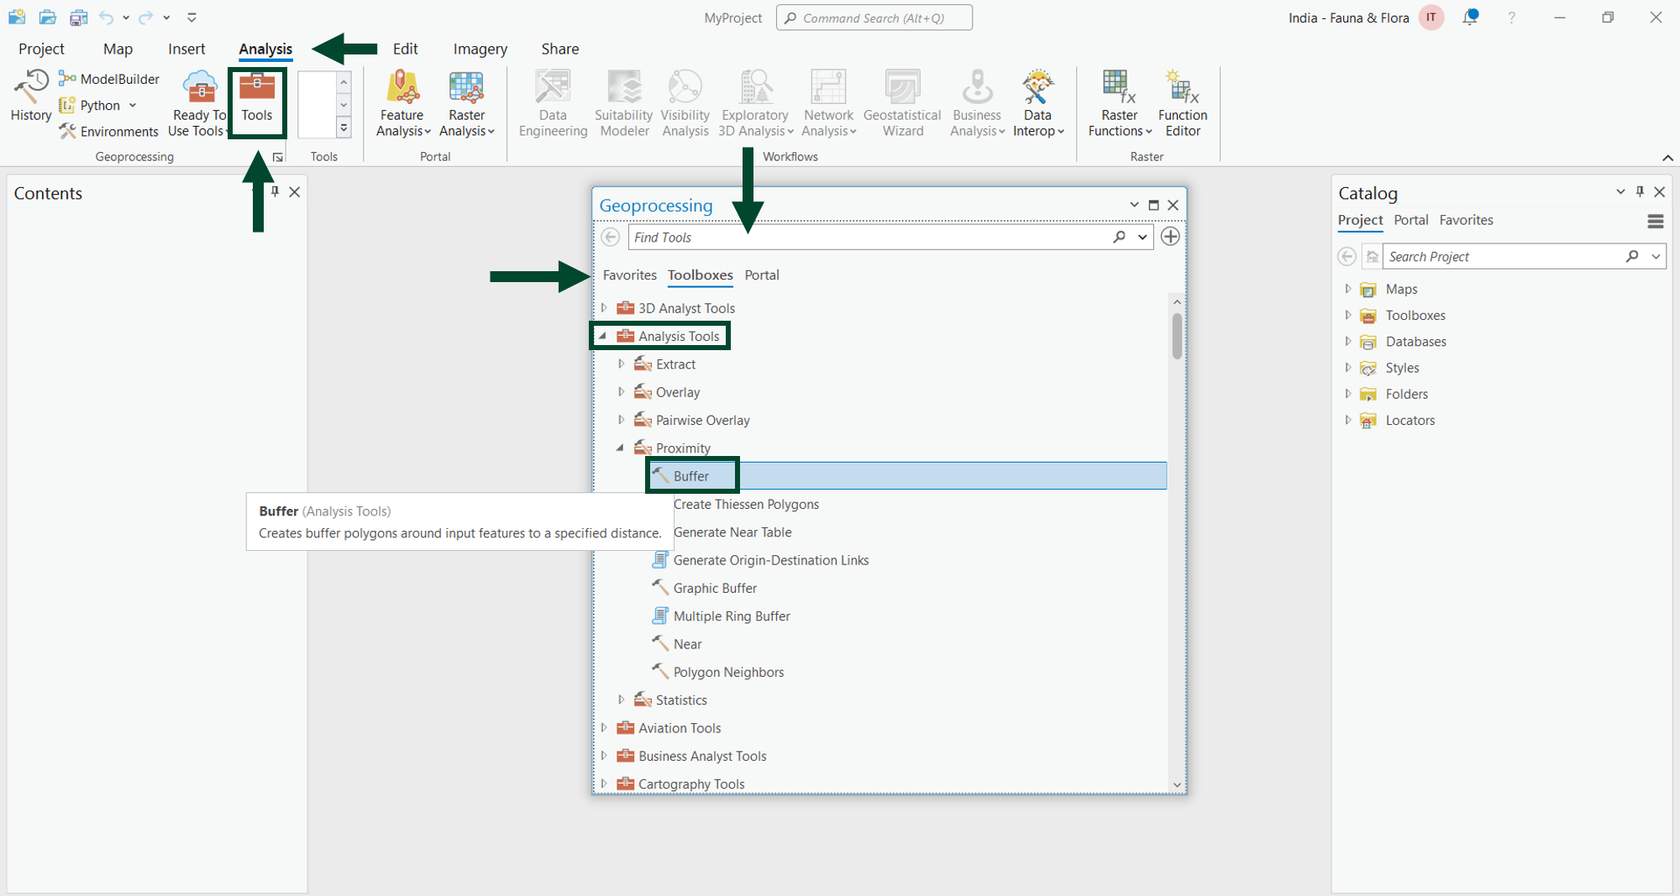 MyProject
Command Search (Alt+Q)
India - Fauna & Flora
IT
?
Project
Map
Insert
Analysis
Edit
Imagery
Share
History
ModelBuilder
Python
Environments
Ready To
Use Tools
Tools
Feature
Analysis
Raster
Analysis
Data
Engineering
Suitability
Modeler
Visibility
Analysis
Exploratory
3D Analysis
Network
Analysis
Geostatistical
Wizard
Business
Analysis
Data
Interop
fx
Raster
Functions
fx
Function
Editor
Geoprocessing
Tools
Portal
Workflows
Raster
Contents
Geoprocessing
Find Tools
Favorites
Toolboxes
Portal
3D Analyst Tools
Analysis Tools
Extract
Overlay
Pairwise Overlay
Proximity
Buffer
Create Thiessen Polygons
Generate Near Table
Generate Origin-Destination Links
Graphic Buffer
Multiple Ring Buffer
Near
Polygon Neighbors
Statistics
Aviation Tools
Business Analyst Tools
Cartography Tools
Buffer (Analysis Tools)
Creates buffer polygons around input features to a specified distance.
Catalog
Project
Portal
Favorites
Search Project
Maps
Toolboxes
Databases
Styles
Folders
Locators